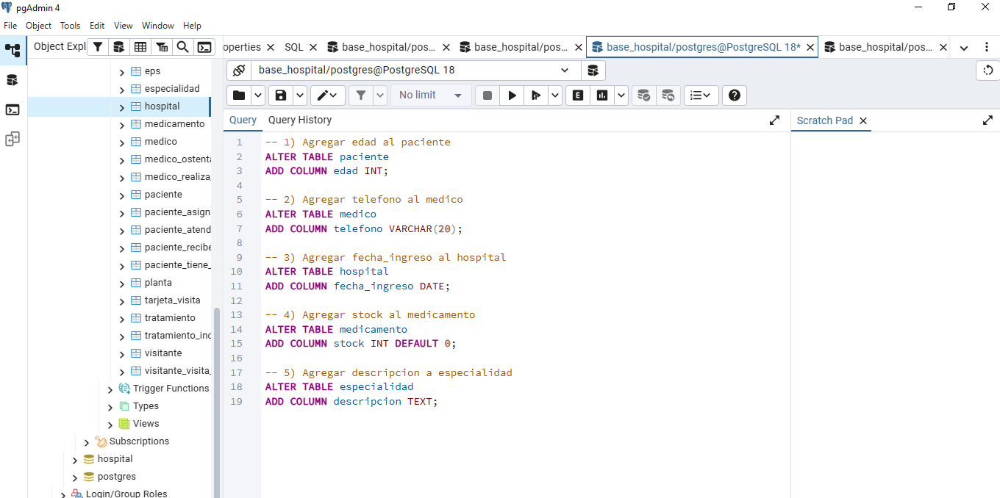 pgAdmin 4
File Object Tools Edit View Window Help
Object Expl
operties SQL base_hospital/pos... base_hospital/pos... base_hospital/postgres@PostgreSQL 18* base_hospital/pos...
base_hospital/postgres@PostgreSQL 18
No limit
E
Query Query History Scratch Pad
eps
especialidad
hospital
medicamento
medico
medico_ostenta
medico_realiza_
paciente
paciente_asign
paciente_atend
paciente_recibe
paciente_tiene_
planta
tarjeta_visita
tratamiento
tratamiento_inc
visitante
visitante_visita_
Trigger Functions
Types
Views
Subscriptions
hospital
postgres
Login/Group Roles
1 -- 1) Agregar edad al paciente
2 ALTER TABLE paciente
3 ADD COLUMN edad INT;
4
5 -- 2) Agregar telefono al medico
6 ALTER TABLE medico
7 ADD COLUMN telefono VARCHAR(20);
8
9 -- 3) Agregar fecha_ingreso al hospital
10 ALTER TABLE hospital
11 ADD COLUMN fecha_ingreso DATE;
12
13 -- 4) Agregar stock al medicamento
14 ALTER TABLE medicamento
15 ADD COLUMN stock INT DEFAULT 0;
16
17 -- 5) Agregar descripcion a especialidad
18 ALTER TABLE especialidad
19 ADD COLUMN descripcion TEXT;